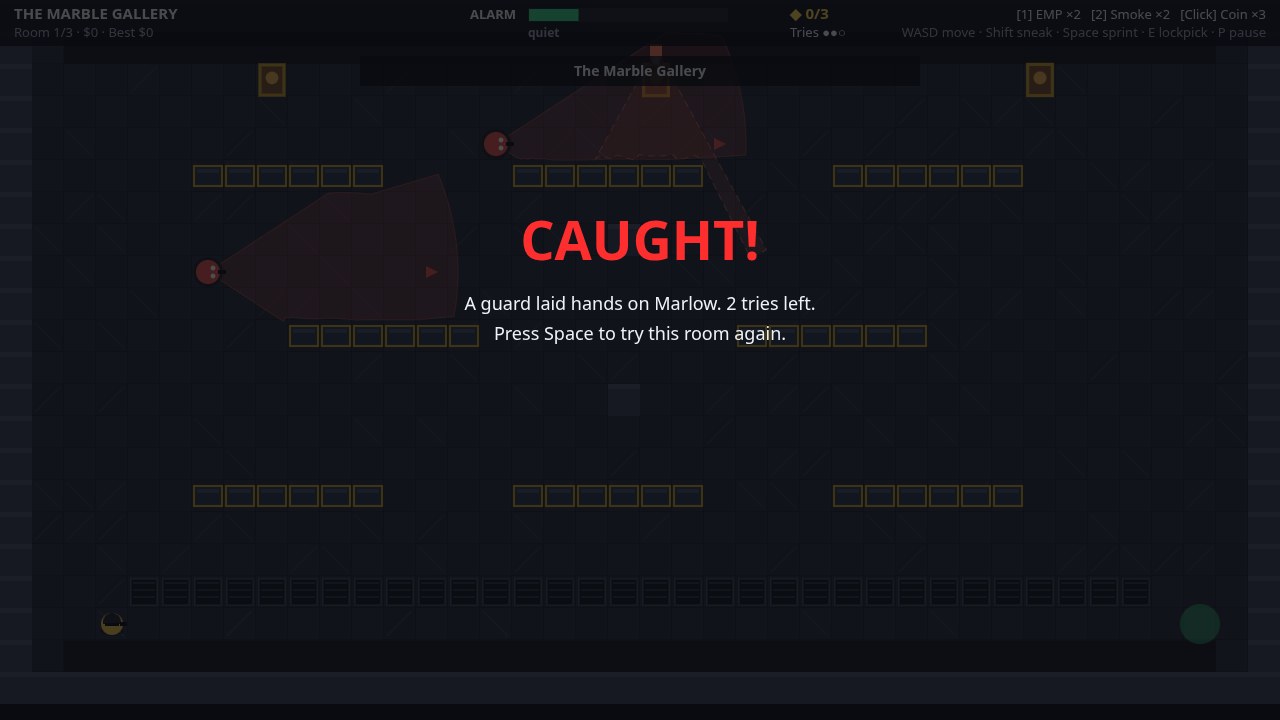 THE MARBLE GALLERY
Room 1/3 · $0 · Best $0
ALARM
quiet
◆ 0/3
Tries ●●○
[1] EMP ×2 [2] Smoke ×2 [Click] Coin ×3
WASD move · Shift sneak · Space sprint · E lockpick · P pause
The Marble Gallery
CAUGHT!
A guard laid hands on Marlow. 2 tries left.
Press Space to try this room again.